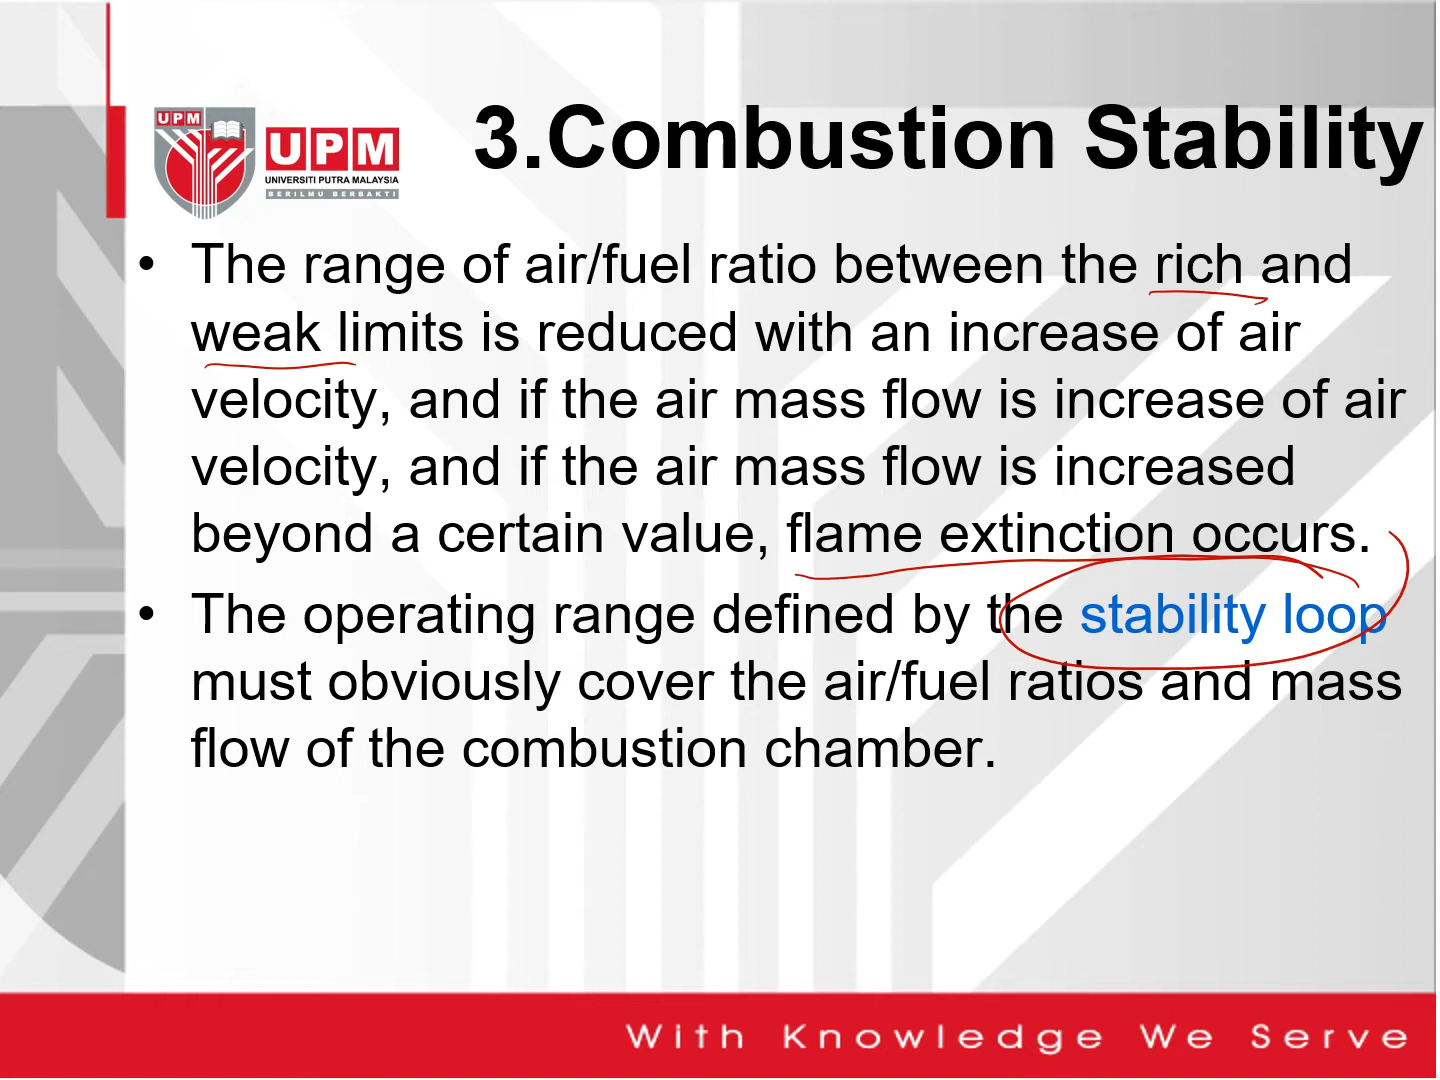 3.Combustion Stability
UPM
UPM
UNIVERSITI PUTRA MALAYSIA
BERILMU BERBAKTI
• The range of air/fuel ratio between the rich and
weak limits is reduced with an increase of air
velocity, and if the air mass flow is increase of air
velocity, and if the air mass flow is increased
beyond a certain value, flame extinction occurs.
• The operating range defined by the stability loop
must obviously cover the air/fuel ratios and mass
flow of the combustion chamber.
With Knowledge We Serve